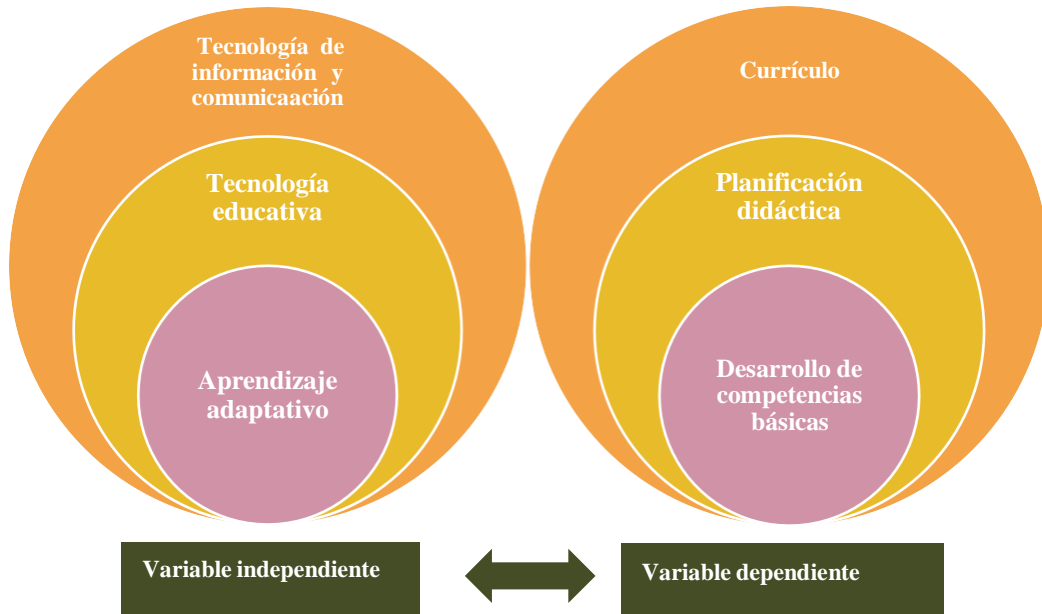 Tecnología de
información y
comunicaación
Tecnología
educativa
Aprendizaje
adaptativo
Variable independiente
Currículo
Planificación
didáctica
Desarrollo de
competencias
básicas
Variable dependiente